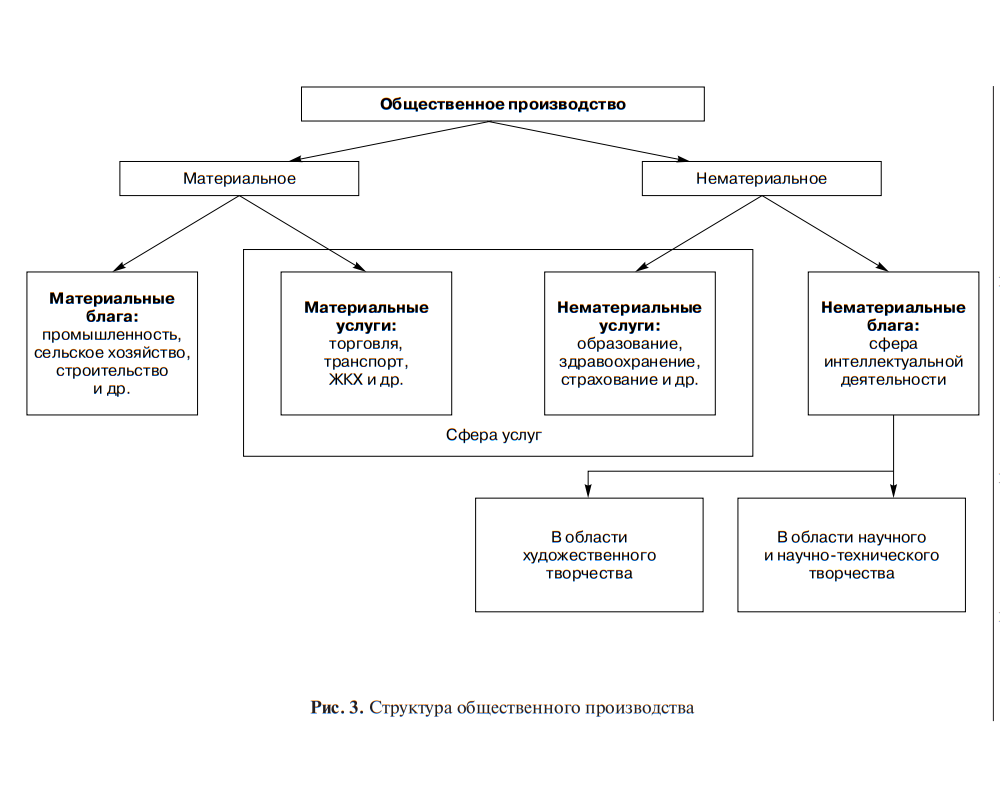 Общественное производство
Материальное
Нематериальное
Материальные
блага:
промышленность,
сельское хозяйство,
строительство
и др.
Материальные
услуги:
торговля,
транспорт,
ЖКХ и др.
Нематериальные
услуги:
образование,
здравоохранение,
страхование и др.
Нематериальные
блага:
сфера
интеллектуальной
деятельности
Сфера услуг
В области
художественного
творчества
В области научного
и научно-технического
творчества
Рис. 3. Структура общественного производства